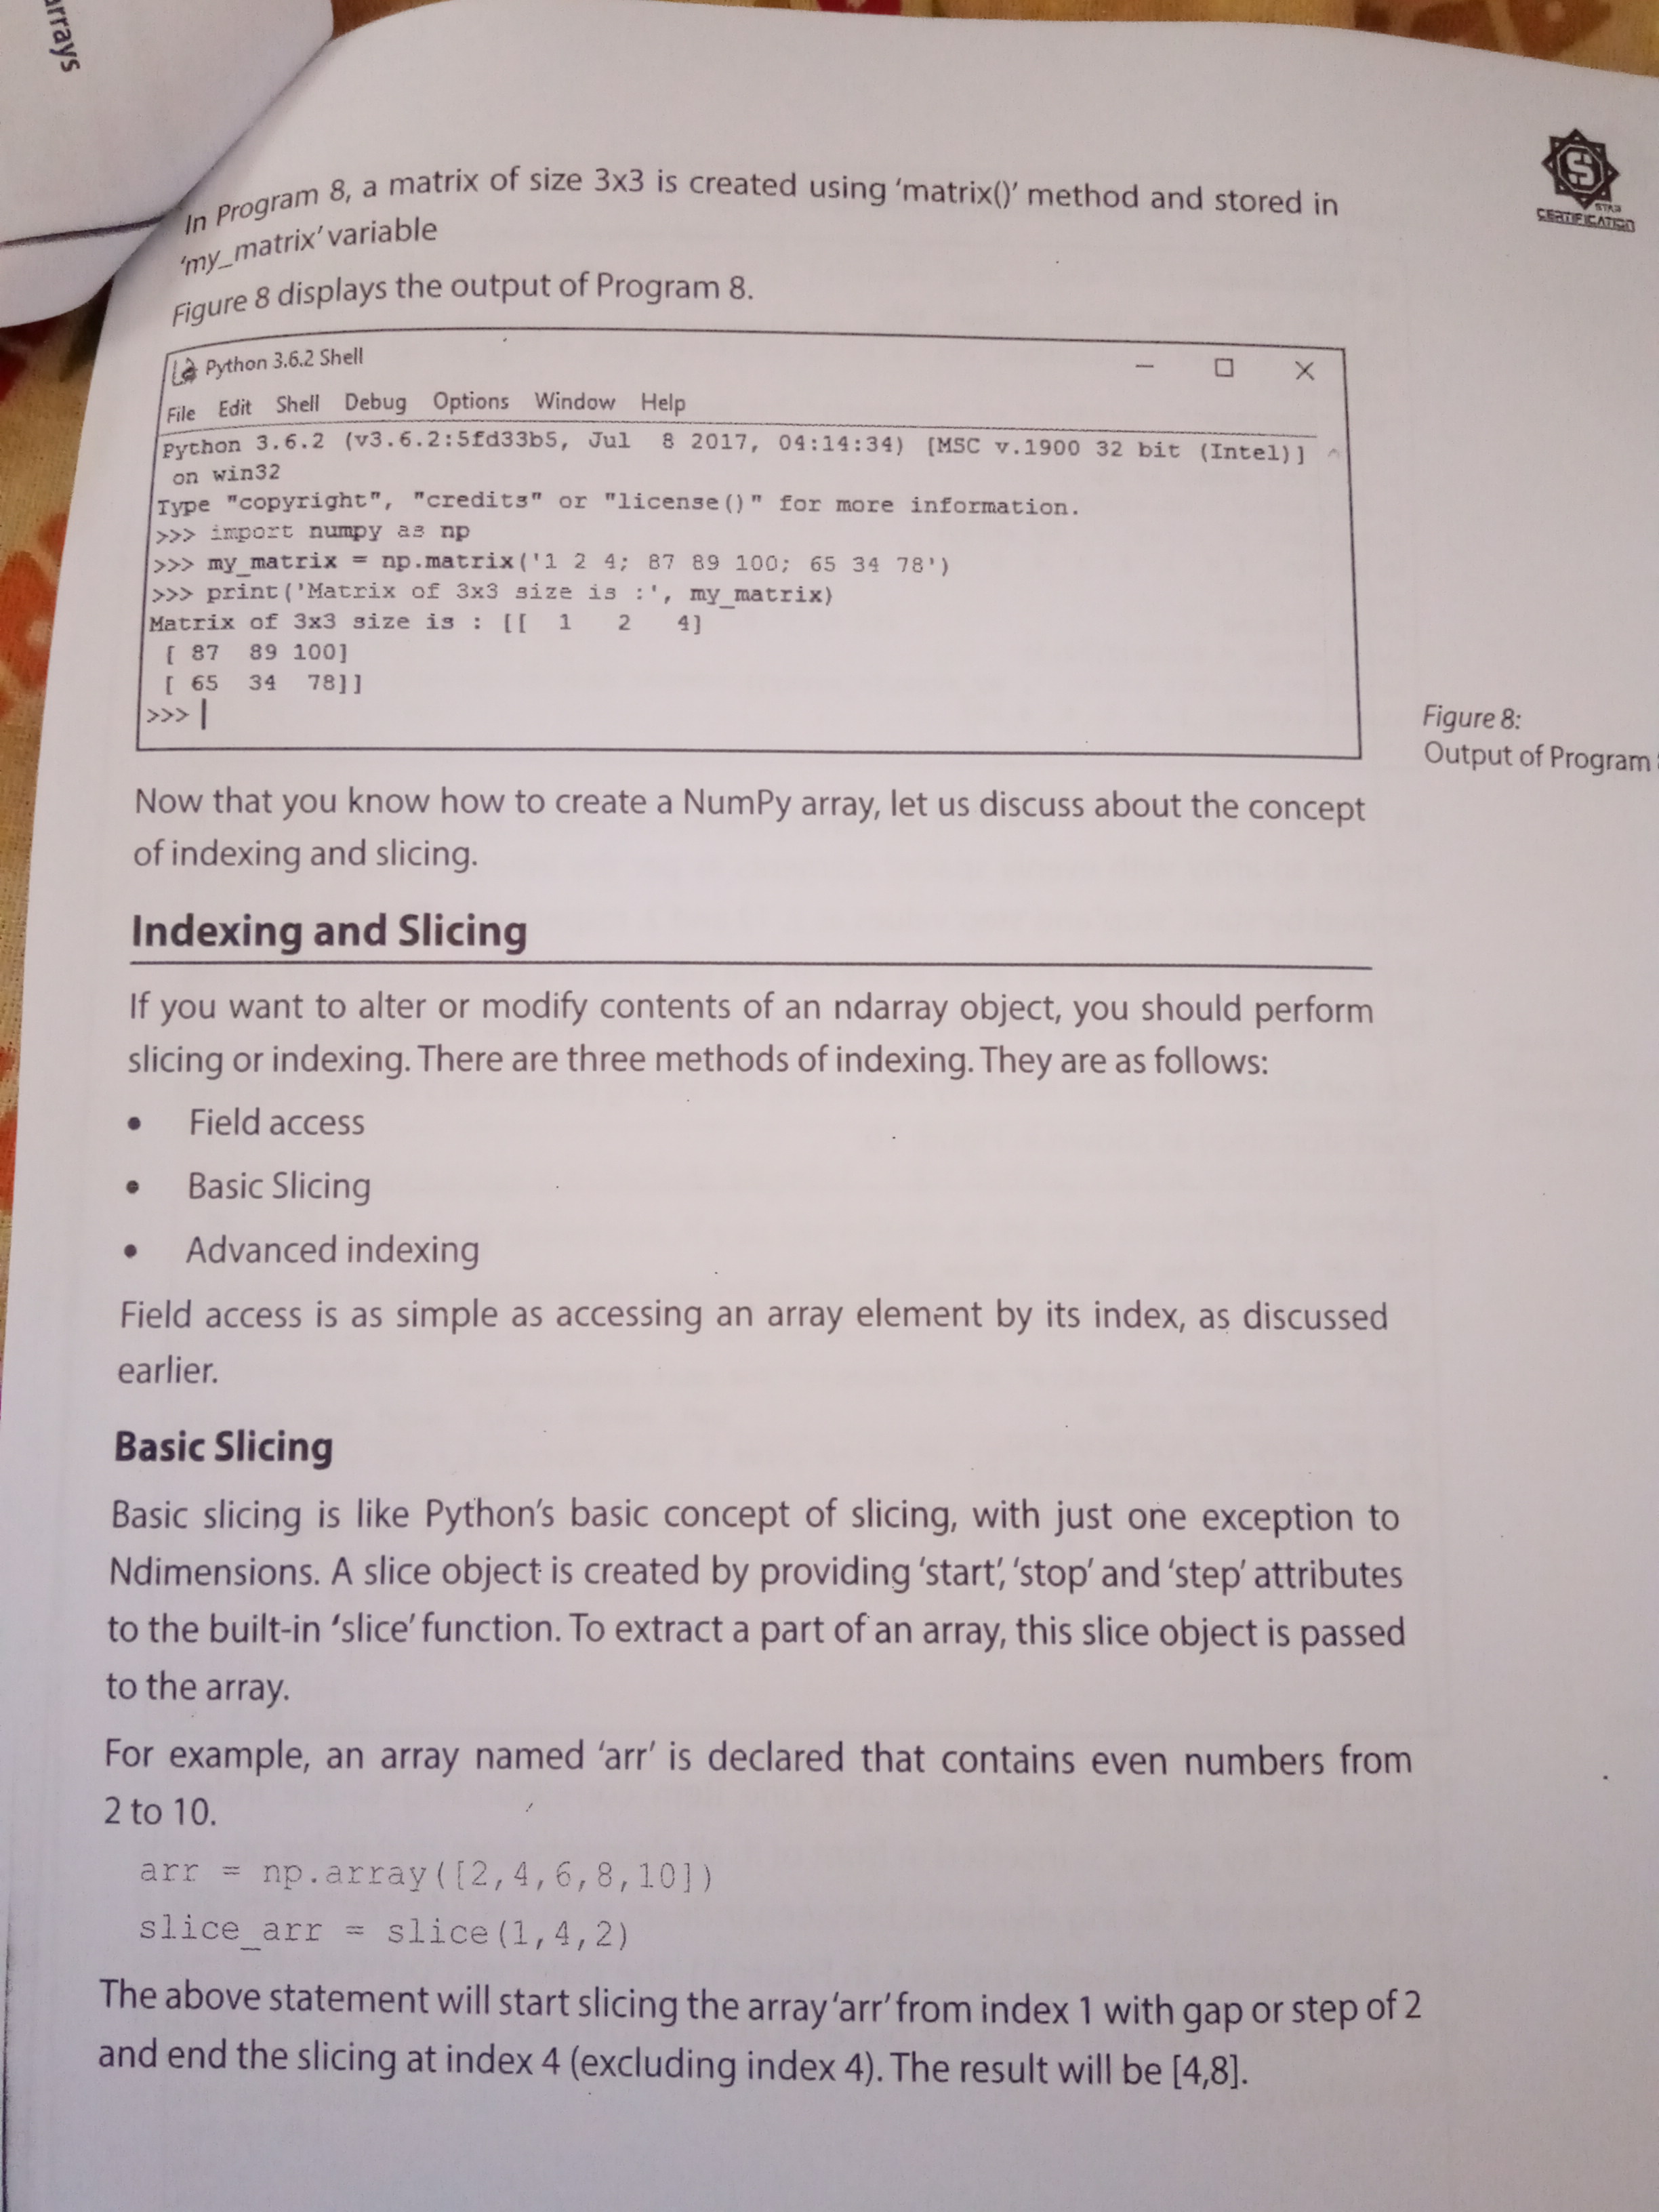 rrays
STAR
CERTIFICATION
In Program 8, a matrix of size 3x3 is created using ‘matrix()’ method and stored in
‘my_matrix’ variable
Figure 8 displays the output of Program 8.
Python 3.6.2 Shell
File Edit Shell Debug Options Window Help
Python 3.6.2 (v3.6.2:5fd33b5, Jul  8 2017, 04:14:34) [MSC v.1900 32 bit (Intel)]
on win32
Type "copyright", "credits" or "license()" for more information.
>>> import numpy as np
>>> my_matrix = np.matrix('1 2 4; 87 89 100; 65 34 78')
>>> print('Matrix of 3x3 size is :', my_matrix)
Matrix of 3x3 size is : [[  1   2   4]
[ 87  89 100]
[ 65  34  78]]
>>>
Figure 8:
Output of Program
Now that you know how to create a NumPy array, let us discuss about the concept
of indexing and slicing.
Indexing and Slicing
If you want to alter or modify contents of an ndarray object, you should perform
slicing or indexing. There are three methods of indexing. They are as follows:
• Field access
• Basic Slicing
• Advanced indexing
Field access is as simple as accessing an array element by its index, as discussed
earlier.
Basic Slicing
Basic slicing is like Python’s basic concept of slicing, with just one exception to
Ndimensions. A slice object is created by providing ‘start’, ‘stop’ and ‘step’ attributes
to the built-in ‘slice’ function. To extract a part of an array, this slice object is passed
to the array.
For example, an array named ‘arr’ is declared that contains even numbers from
2 to 10.
arr = np.array([2,4,6,8,10])
slice_arr = slice(1,4,2)
The above statement will start slicing the array ‘arr’ from index 1 with gap or step of 2
and end the slicing at index 4 (excluding index 4). The result will be [4,8].